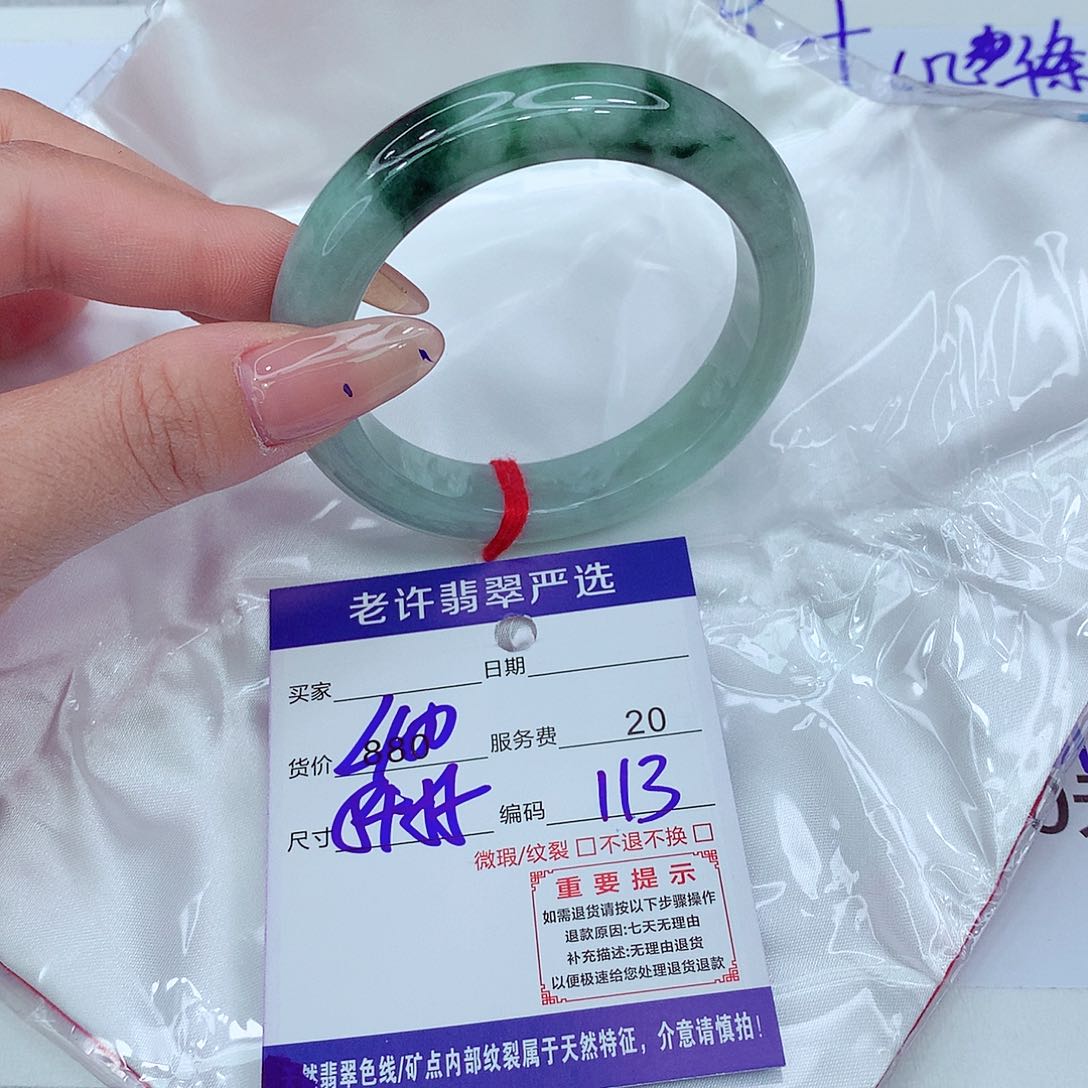 老许翡翠严选
买家 日期
货价 880 服务费 20
尺寸 编码 113
微瑕/纹裂 □不退不换 □
重要提示
如需退货请按以下步骤操作
退款原因:七天无理由
补充描述:无理由退货
以便极速给您处理退货退款
然翡翠色线/矿点内部纹裂属于天然特征，介意请慎拍!